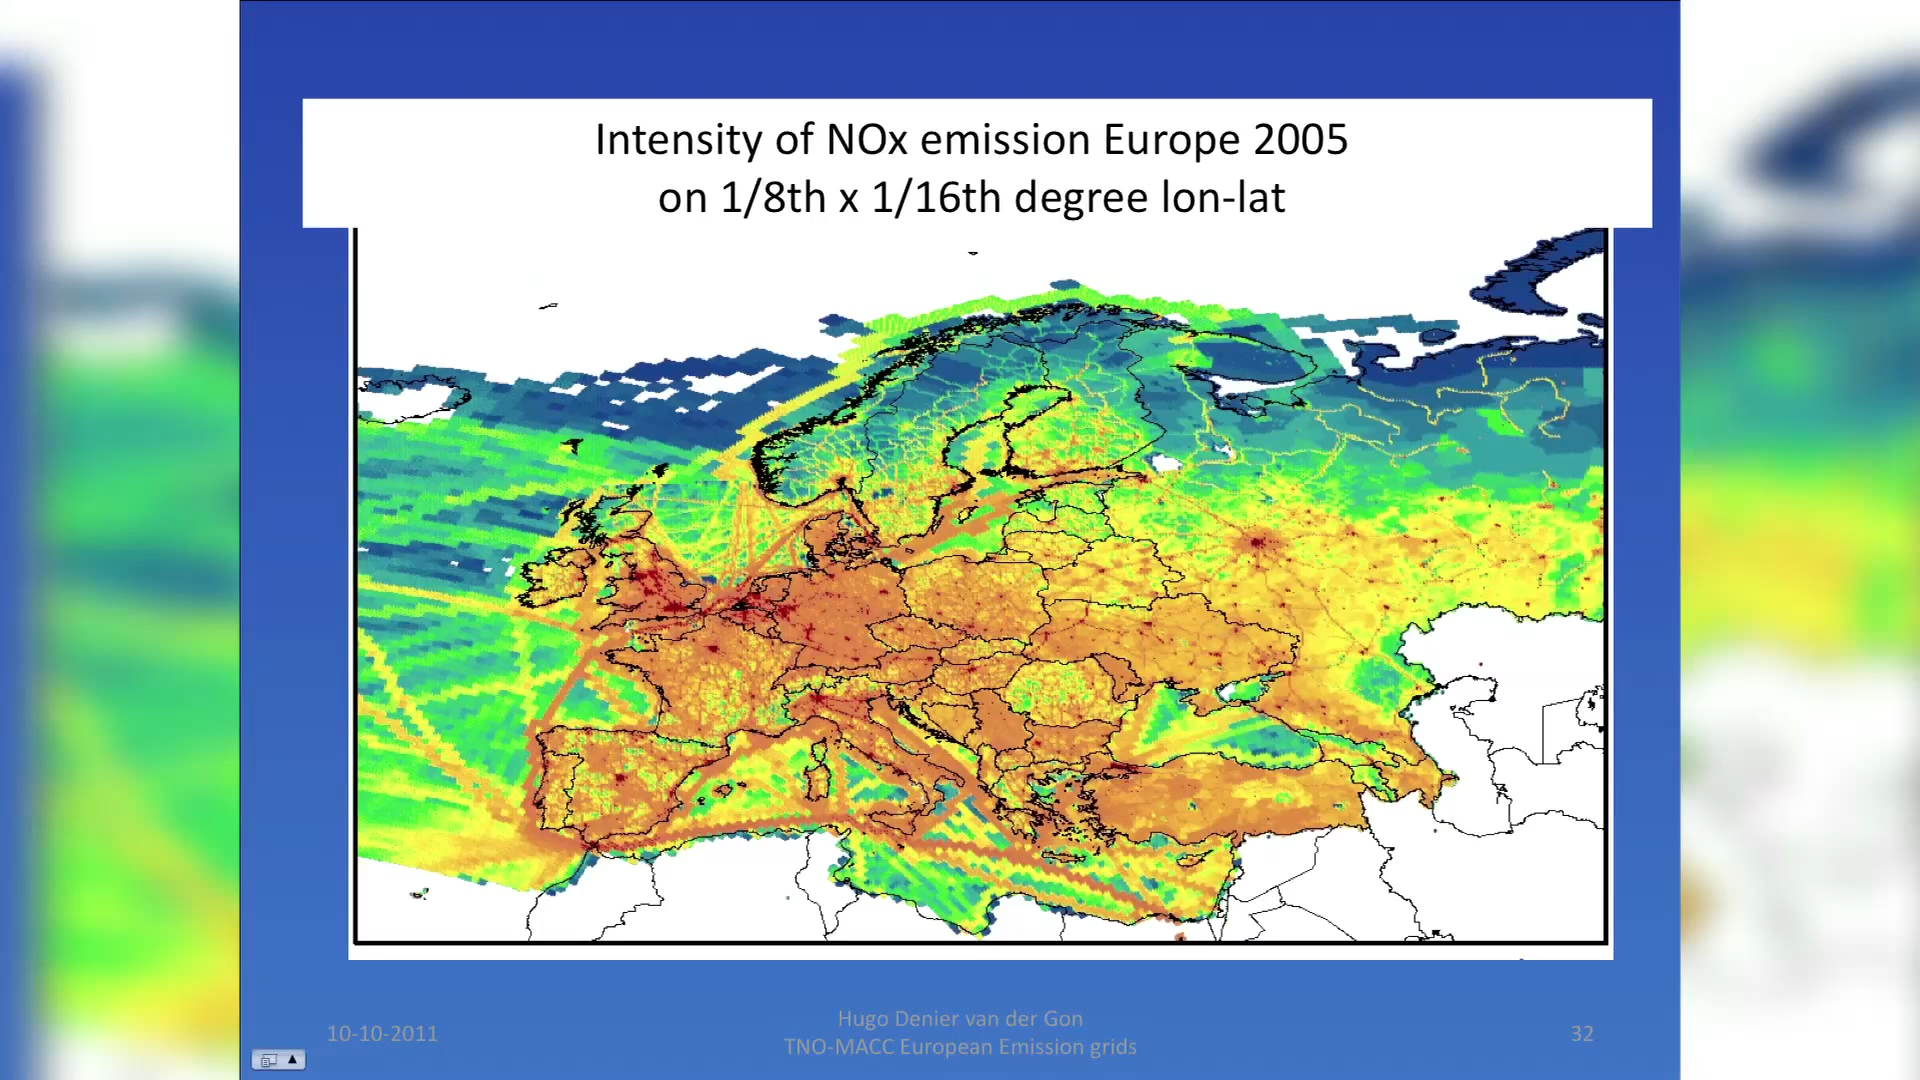 Intensity of NOx emission Europe 2005
on 1/8th x 1/16th degree lon-lat
10-10-2011
Hugo Denier van der Gon
TNO-MACC European Emission grids
32